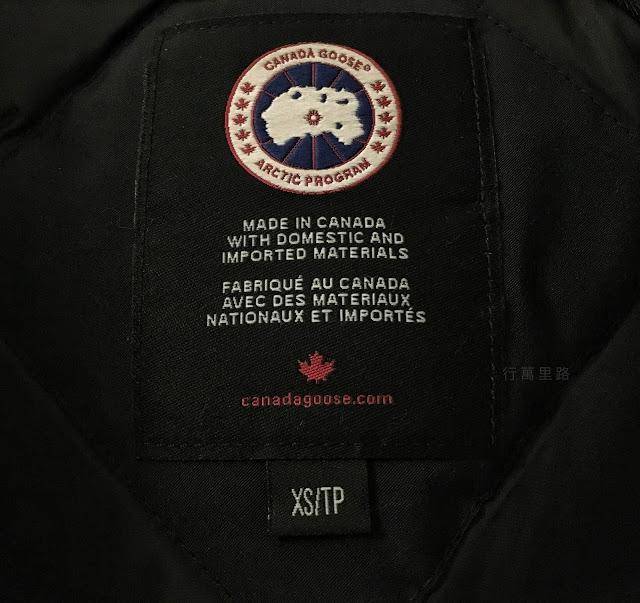 CANADA GOOSE®
ARCTIC PROGRAM
MADE IN CANADA
WITH DOMESTIC AND
IMPORTED MATERIALS
FABRIQUÉ AU CANADA
AVEC DES MATERIAUX
NATIONAUX ET IMPORTÉS
行萬里路
canadagoose.com
XS/TP